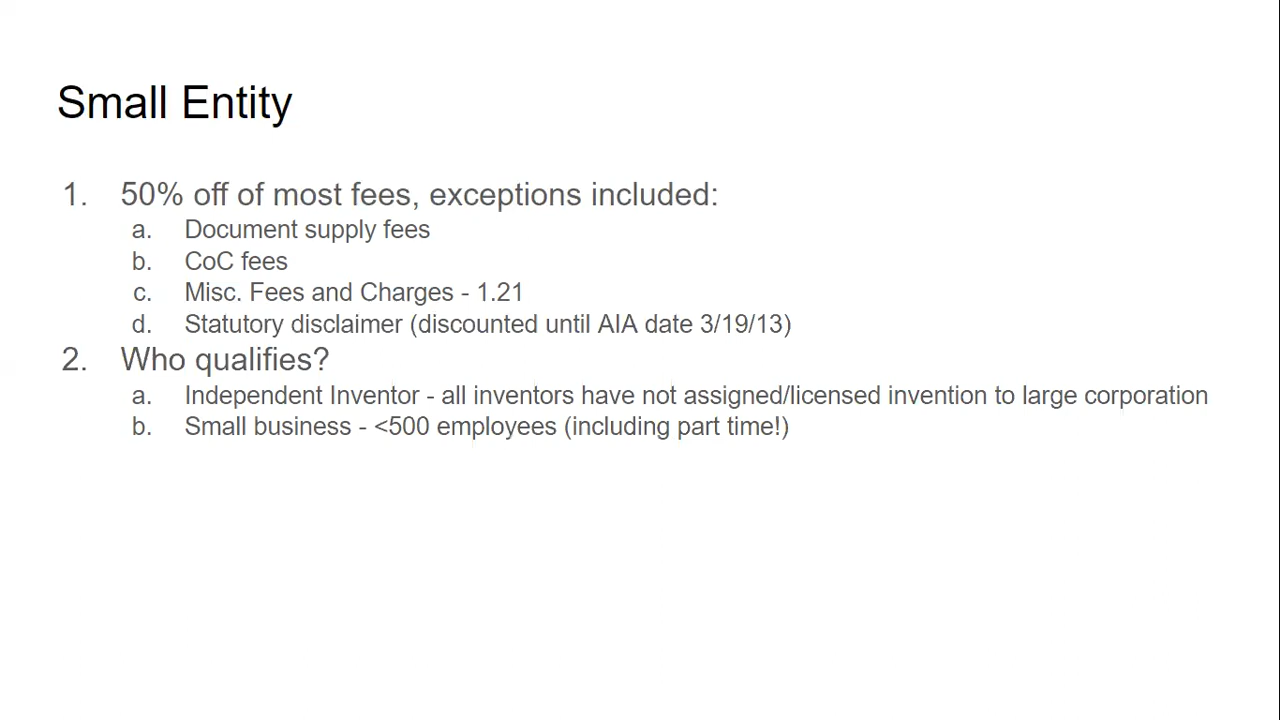 Small Entity
1. 50% off of most fees, exceptions included:
a. Document supply fees
b. CoC fees
c. Misc. Fees and Charges - 1.21
d. Statutory disclaimer (discounted until AIA date 3/19/13)
2. Who qualifies?
a. Independent Inventor - all inventors have not assigned/licensed invention to large corporation
b. Small business - <500 employees (including part time!)